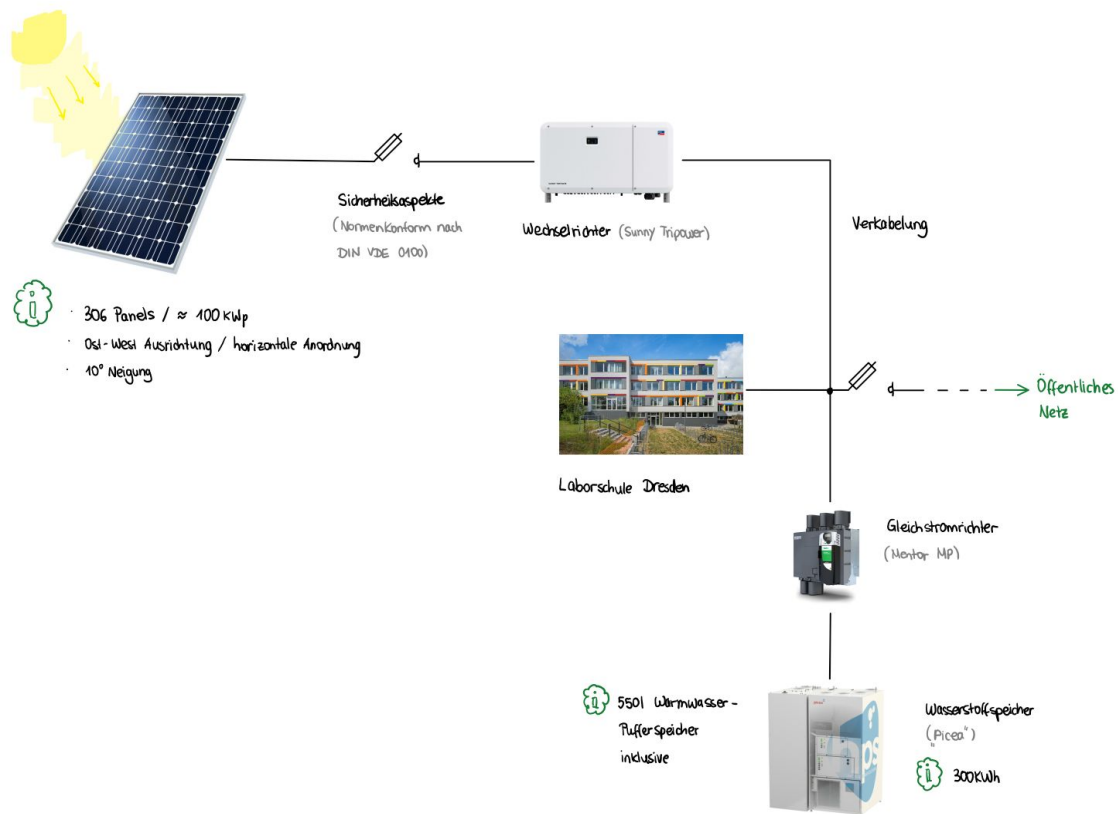 Sicherheitsaspekte
(Normenkonform nach
DIN VDE 0100)
Wechselrichter (Sunny Tripower)
Verkabelung
306 Panels / ≈ 100 KWp
Ost-West Ausrichtung / horizontale Anordnung
10° Neigung
Öffentliches
Netz
Laborschule Dresden
Gleichstromrichter
(Mentor MP)
550l Warmwasser-
Pufferspeicher
inklusive
Wasserstoffspeicher
(„Picea“)
300KWh